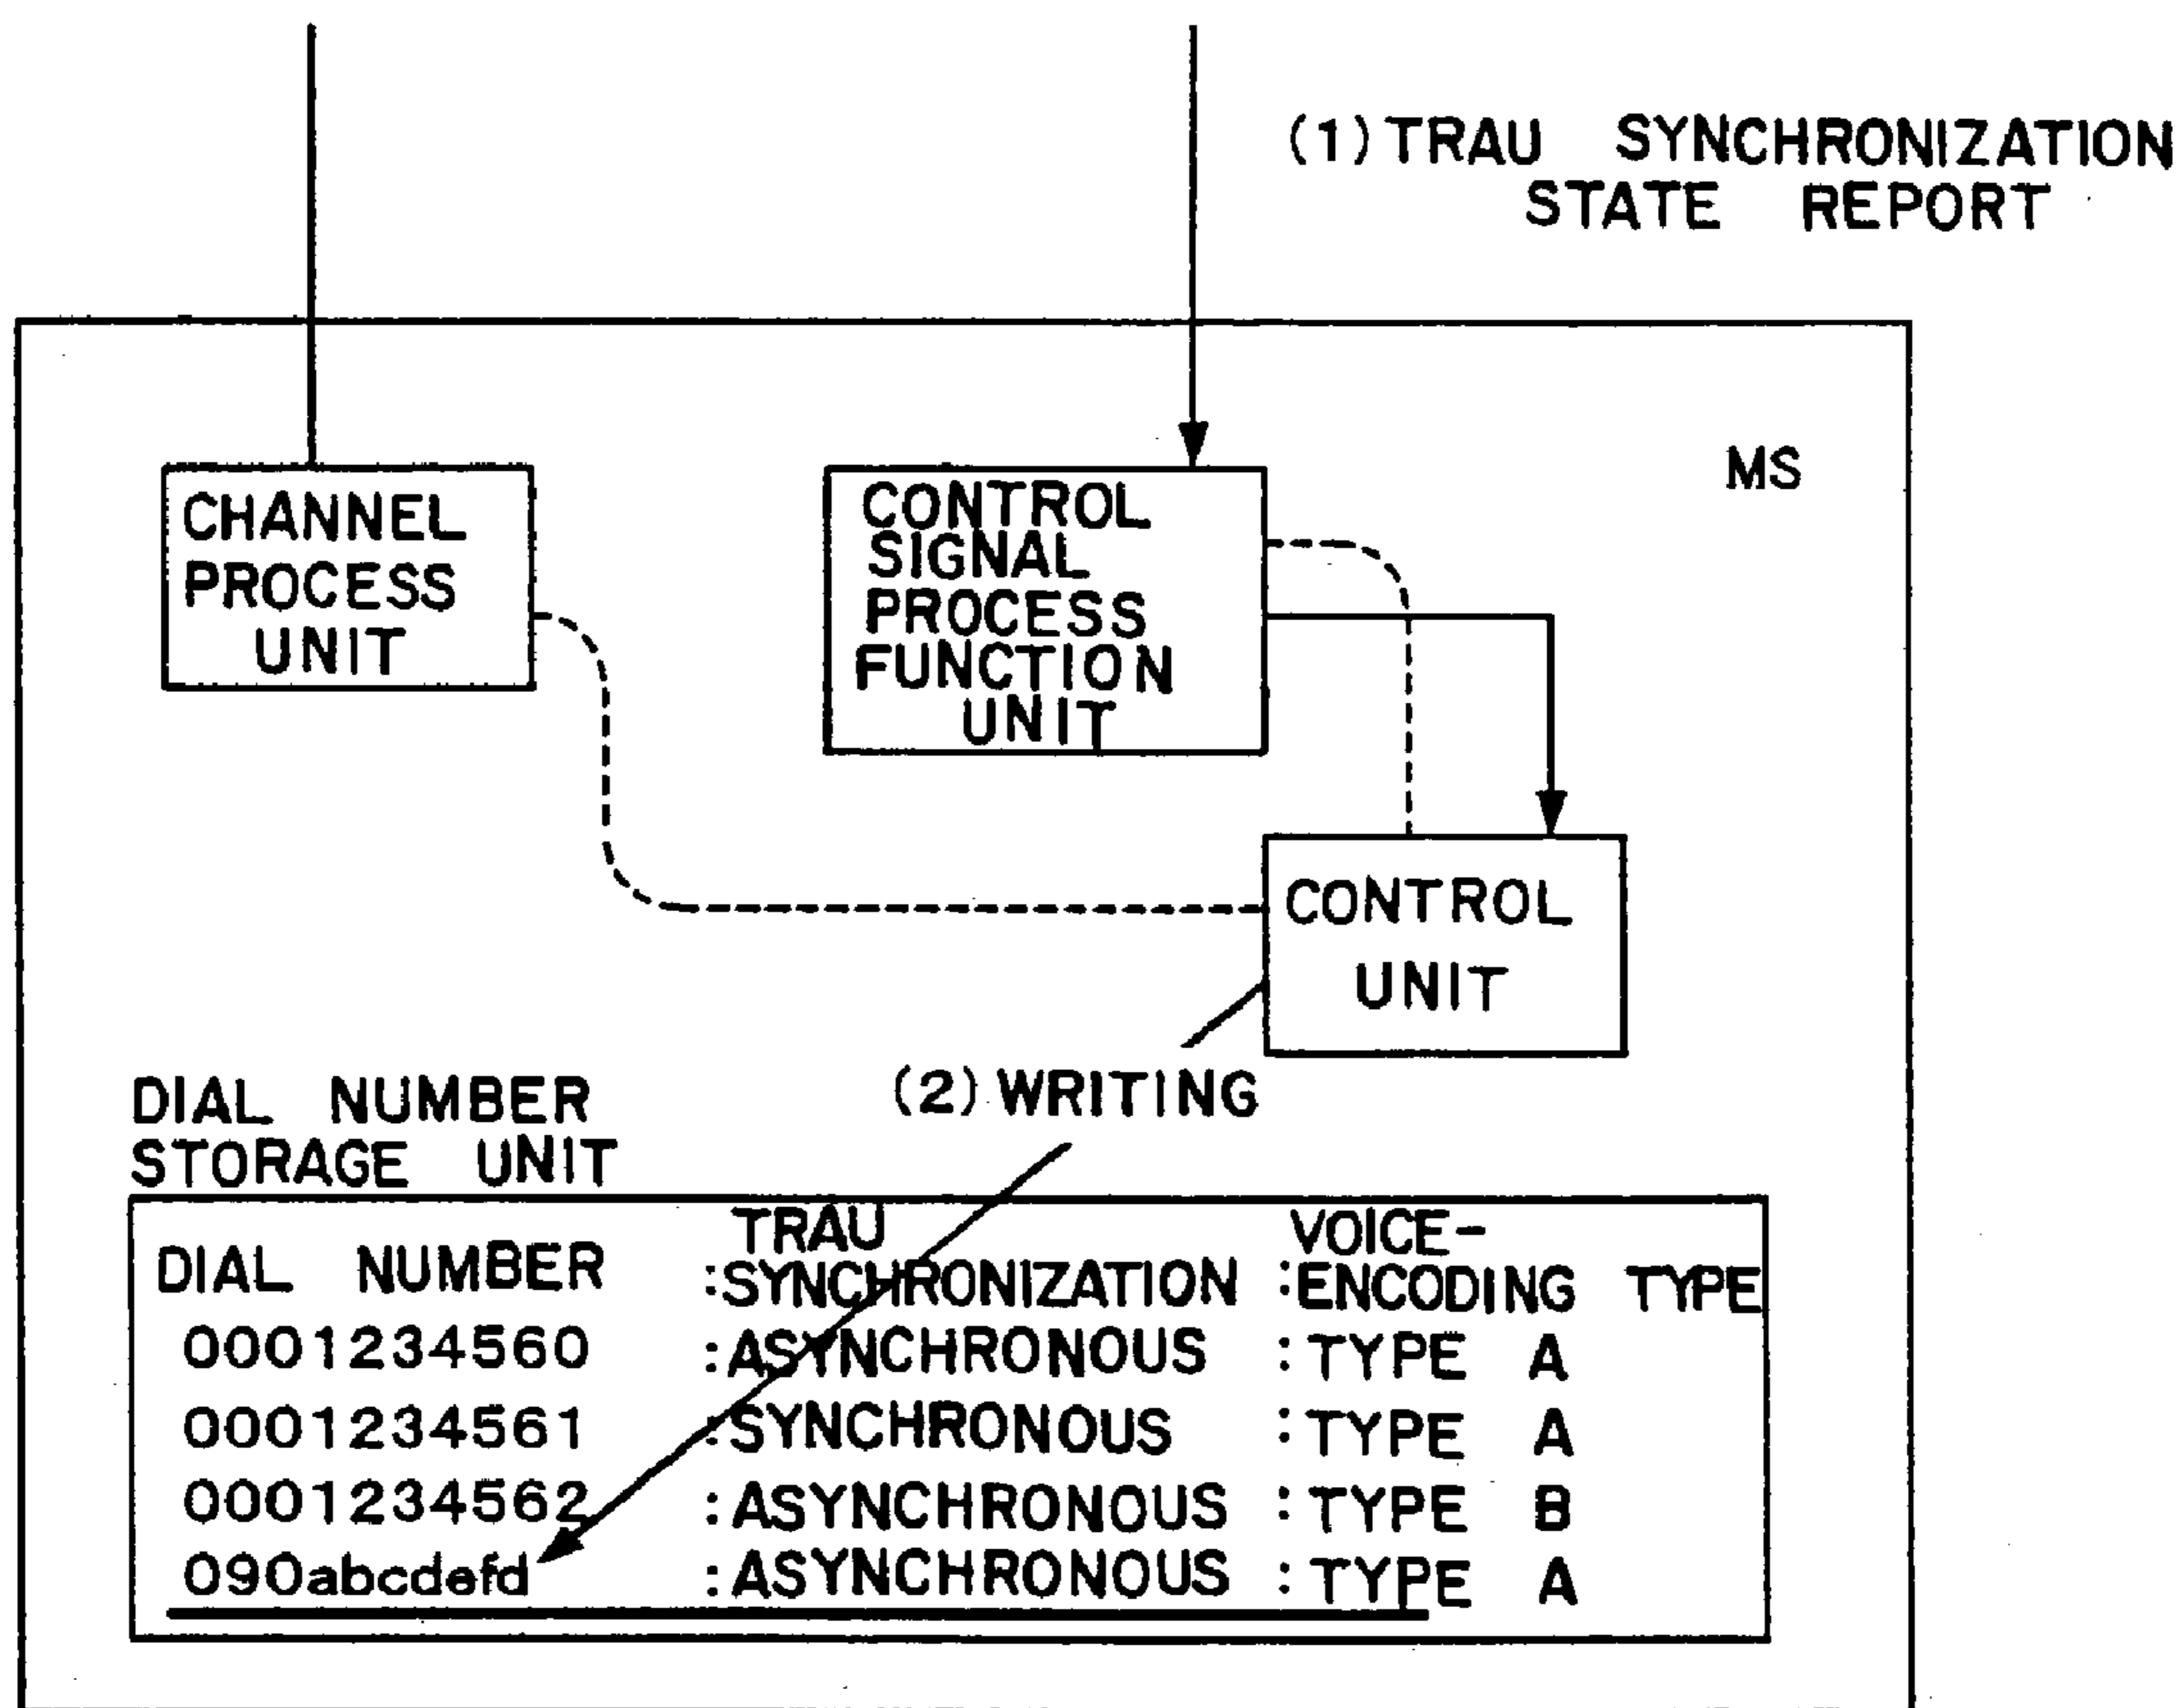 (1) TRAU SYNCHRONIZATION
STATE REPORT
MS
CHANNEL
PROCESS
UNIT
CONTROL
SIGNAL
PROCESS
FUNCTION
UNIT
CONTROL
UNIT
(2) WRITING
DIAL NUMBER
STORAGE UNIT
TRAU VOICE-
DIAL NUMBER :SYNCHRONIZATION :ENCODING TYPE
0001234560 :ASYNCHRONOUS :TYPE A
0001234561 :SYNCHRONOUS :TYPE A
0001234562 :ASYNCHRONOUS :TYPE B
090abcdefd :ASYNCHRONOUS :TYPE A